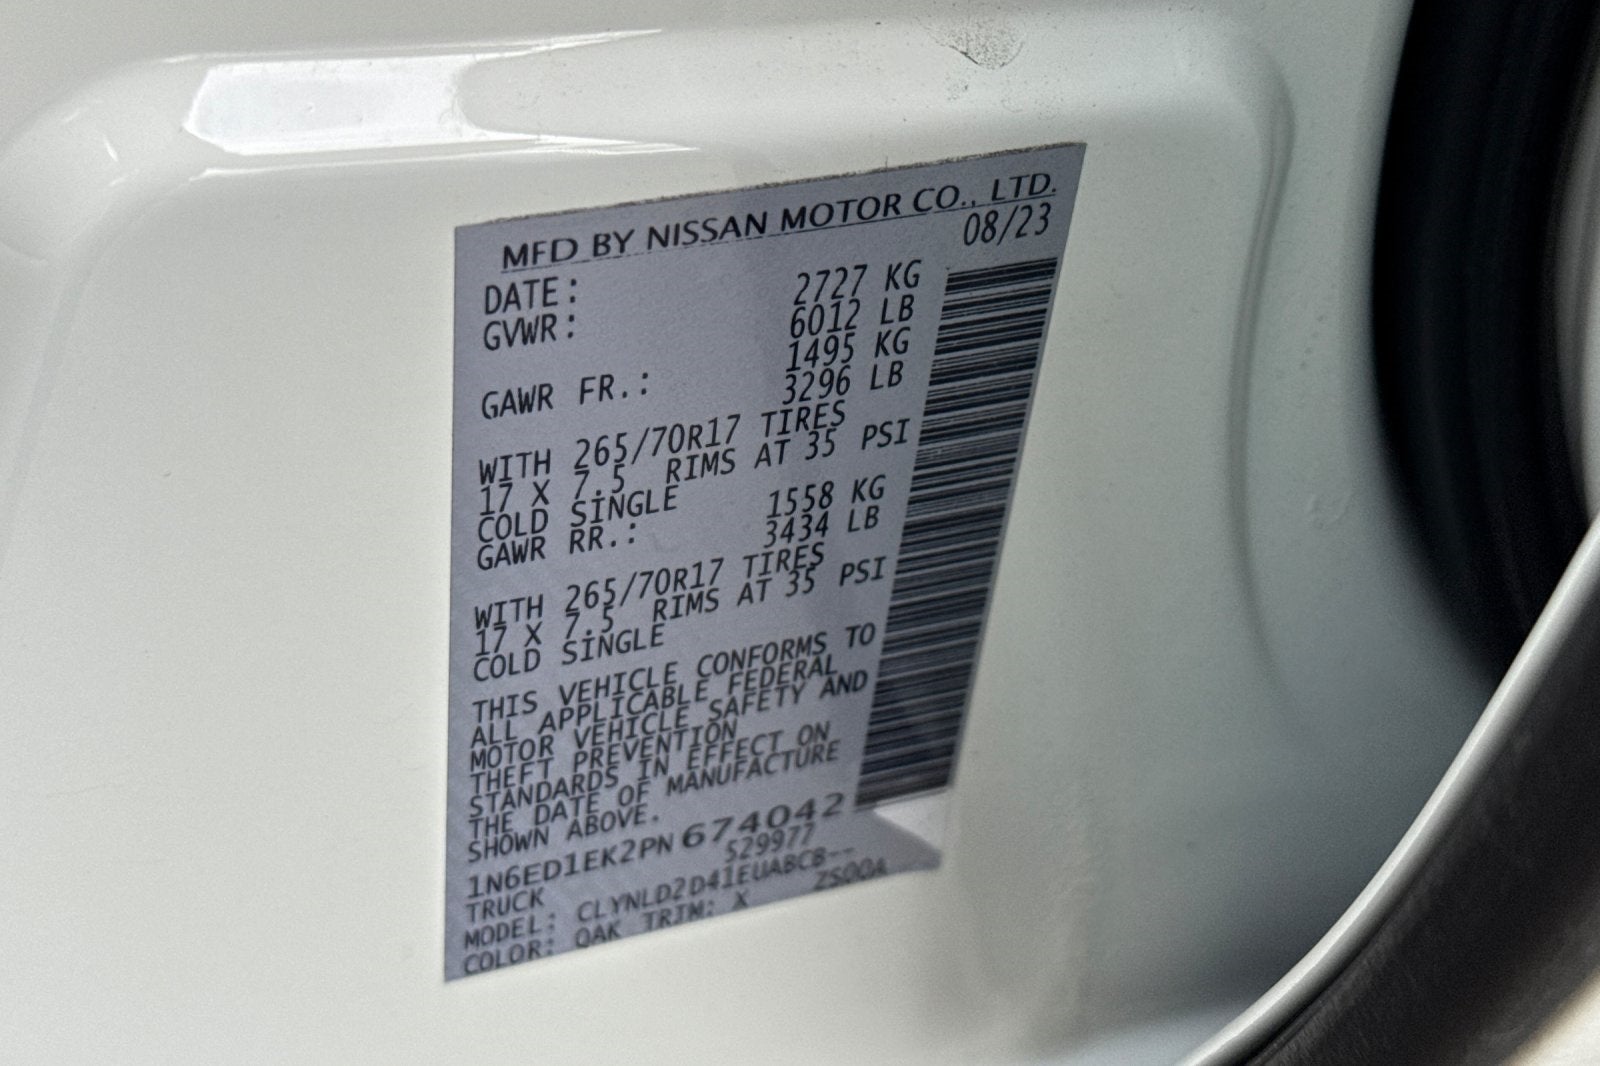 MFD BY NISSAN MOTOR CO., LTD.
DATE: 08/23
GVWR: 2727 KG
6012 LB
GAWR FR.: 1495 KG
3296 LB
WITH 265/70R17 TIRES
17 X 7.5 RIMS AT 35 PSI
COLD SINGLE
GAWR RR.: 1558 KG
3434 LB
WITH 265/70R17 TIRES
17 X 7.5 RIMS AT 35 PSI
COLD SINGLE
THIS VEHICLE CONFORMS TO
ALL APPLICABLE FEDERAL
MOTOR VEHICLE SAFETY AND
THEFT PREVENTION
STANDARDS IN EFFECT ON
THE DATE OF MANUFACTURE
SHOWN ABOVE.
1N6ED1EK2PN674042
TRUCK 529977
MODEL: CLYNLD2D41EUABCB--
COLOR: QAK TRIM: X ZS00A